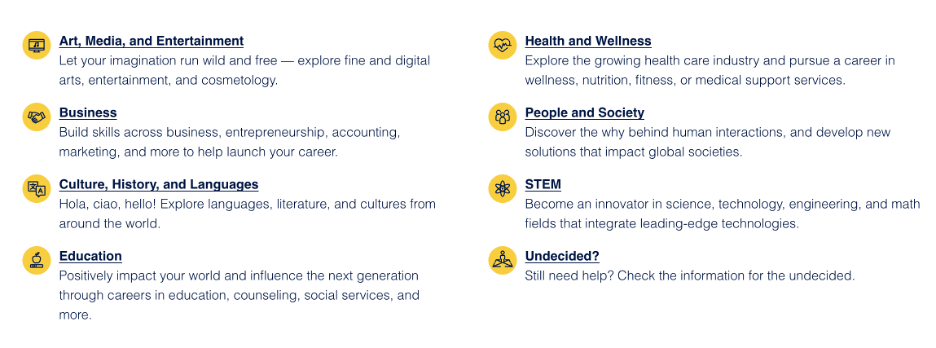 Art, Media, and Entertainment
Let your imagination run wild and free — explore fine and digital
arts, entertainment, and cosmetology.
Business
Build skills across business, entrepreneurship, accounting,
marketing, and more to help launch your career.
Culture, History, and Languages
Hola, ciao, hello! Explore languages, literature, and cultures from
around the world.
Education
Positively impact your world and influence the next generation
through careers in education, counseling, social services, and
more.
Health and Wellness
Explore the growing health care industry and pursue a career in
wellness, nutrition, fitness, or medical support services.
People and Society
Discover the why behind human interactions, and develop new
solutions that impact global societies.
STEM
Become an innovator in science, technology, engineering, and math
fields that integrate leading-edge technologies.
Undecided?
Still need help? Check the information for the undecided.